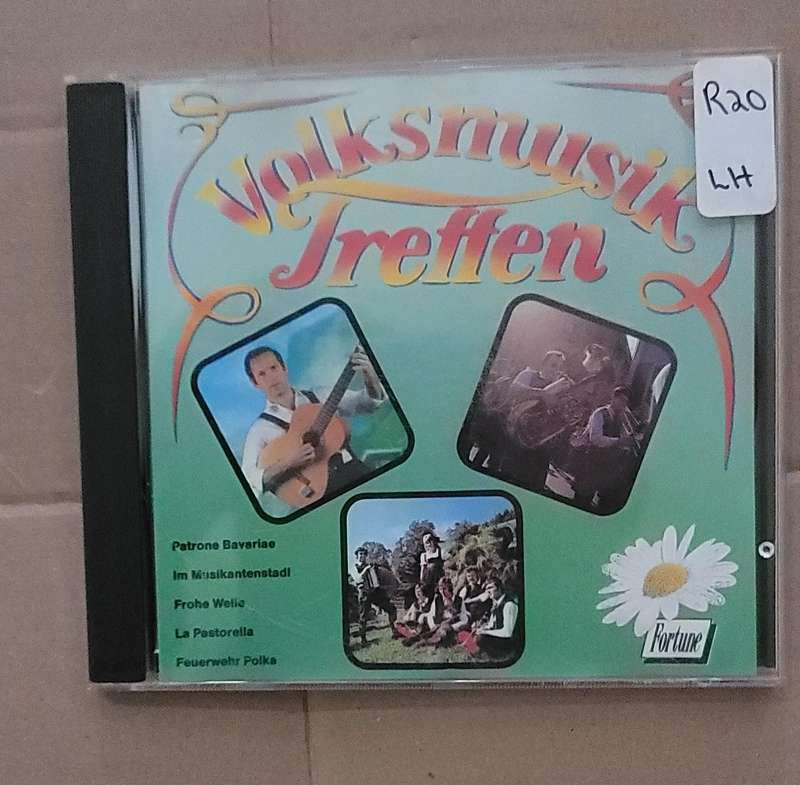 R20
LH
Volksmusik
Treffen
Patrone Bavariae
Im Musikantenstadl
Frohe Welle
La Pastorella
Feuerwehr Polka
Fortune